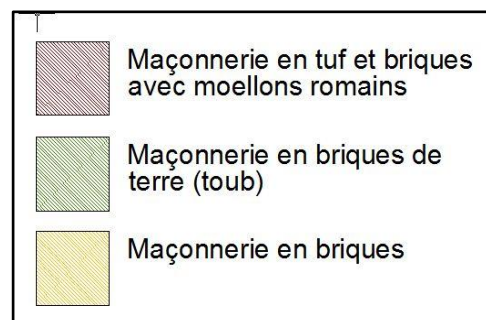 Maçonnerie en tuf et briques
avec moellons romains
Maçonnerie en briques de
terre (toub)
Maçonnerie en briques